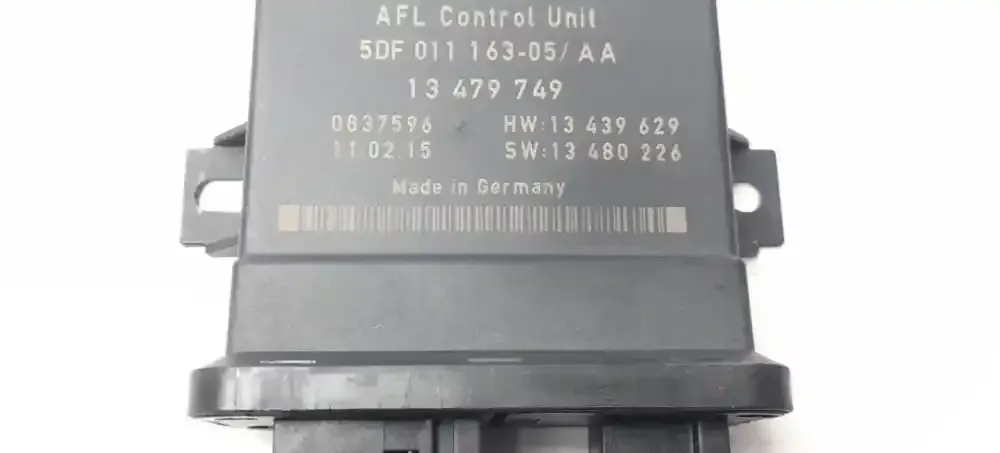 AFL Control Unit
5DF 011 163-05/AA
13 479 749
0837596 HW:13 439 629
11.02.15 SW:13 480 226
Made in Germany